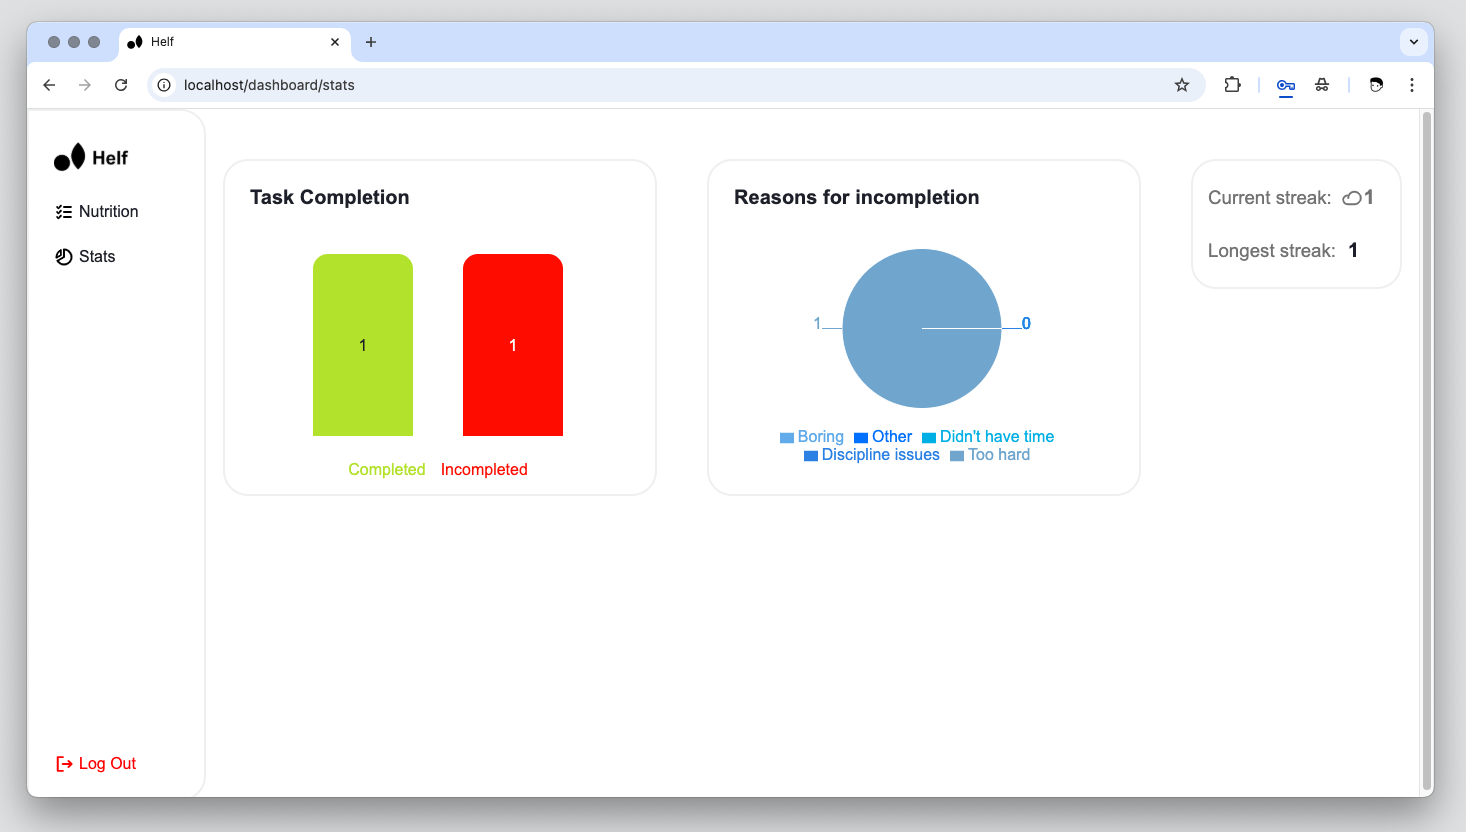 Helf
localhost/dashboard/stats
Helf
Nutrition
Stats
Log Out
Task Completion
1
1
Completed Incompleted
Reasons for incompletion
1
0
Boring Other Didn't have time
Discipline issues Too hard
Current streak: 1
Longest streak: 1